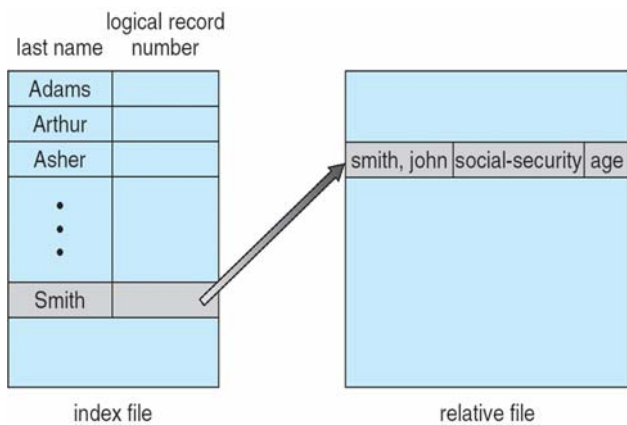 logical record
last name number
Adams
Arthur
Asher
smith, john social-security age
Smith
index file relative file